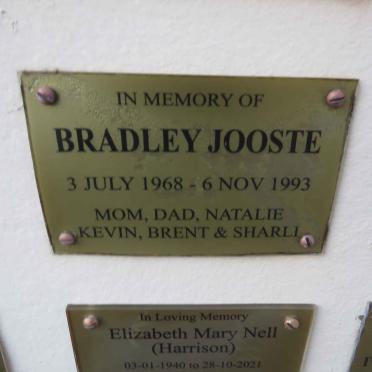 IN MEMORY OF
BRADLEY JOOSTE
3 JULY 1968 - 6 NOV 1993
MOM, DAD, NATALIE
KEVIN, BRENT & SHARLI
In Loving Memory
Elizabeth Mary Nell
(Harrison)
03-01-1940 to 28-10-2021